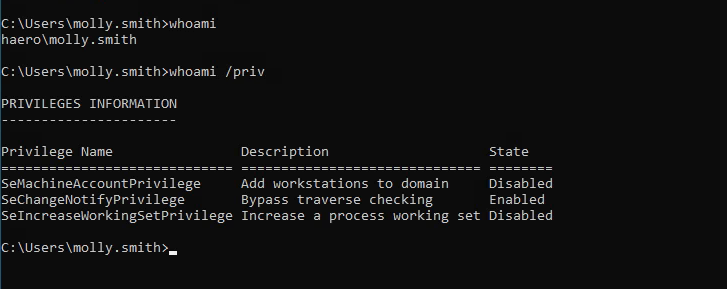 C:\Users\molly.smith>whoami
haero\molly.smith
C:\Users\molly.smith>whoami /priv
PRIVILEGES INFORMATION
----------------------
Privilege Name                Description                    State
============================= ============================== ========
SeMachineAccountPrivilege     Add workstations to domain     Disabled
SeChangeNotifyPrivilege       Bypass traverse checking       Enabled
SeIncreaseWorkingSetPrivilege Increase a process working set Disabled
C:\Users\molly.smith>